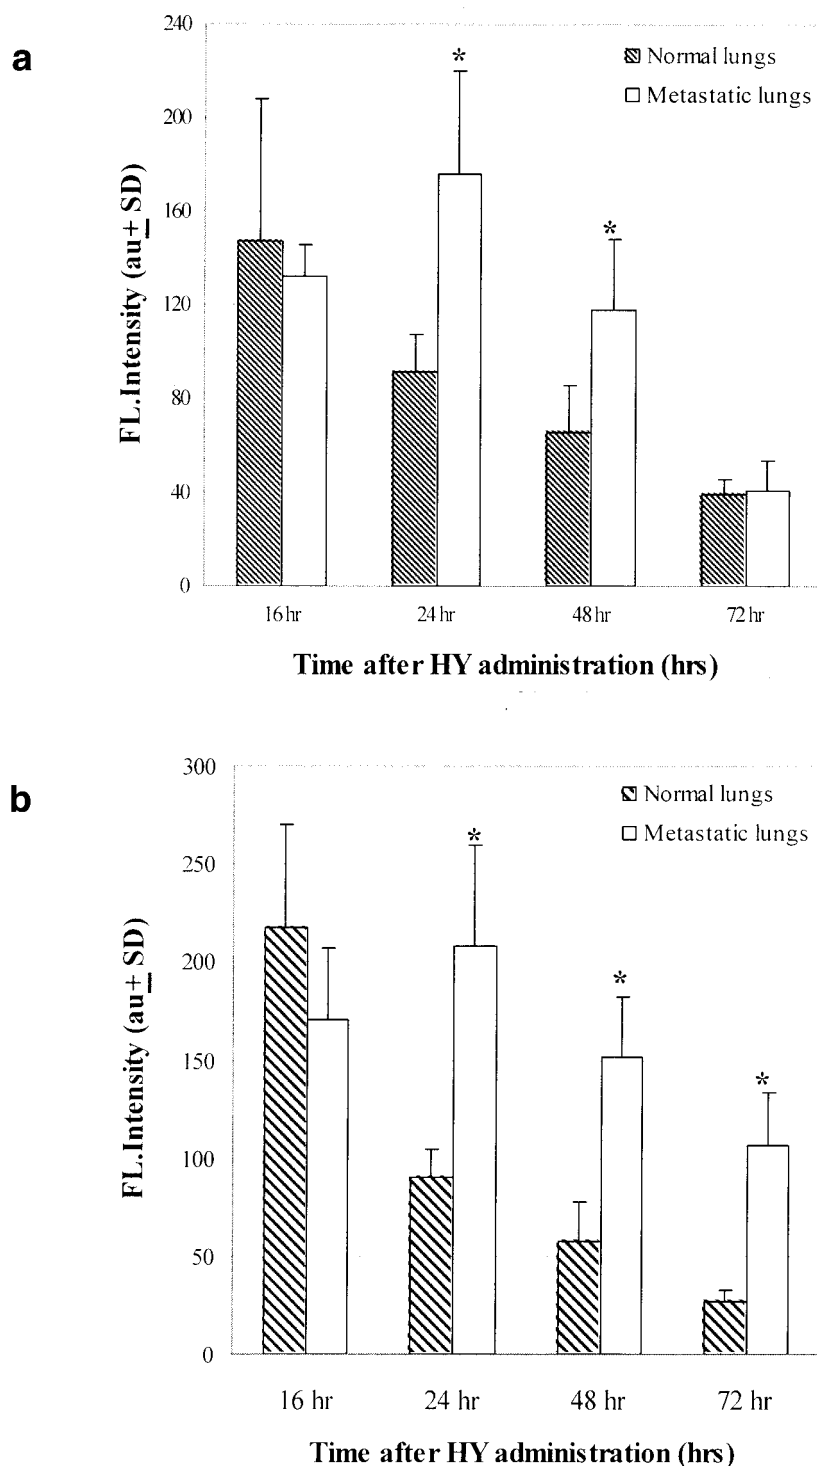 a
240
200
160
120
80
40
0
FL.Intensity (au± SD)
Normal lungs
Metastatic lungs
*
*
16 hr
24 hr
48 hr
72 hr
Time after HY administration (hrs)
b
300
250
200
150
100
50
0
FL.Intensity (au± SD)
Normal lungs
Metastatic lungs
*
*
*
16 hr
24 hr
48 hr
72 hr
Time after HY administration (hrs)